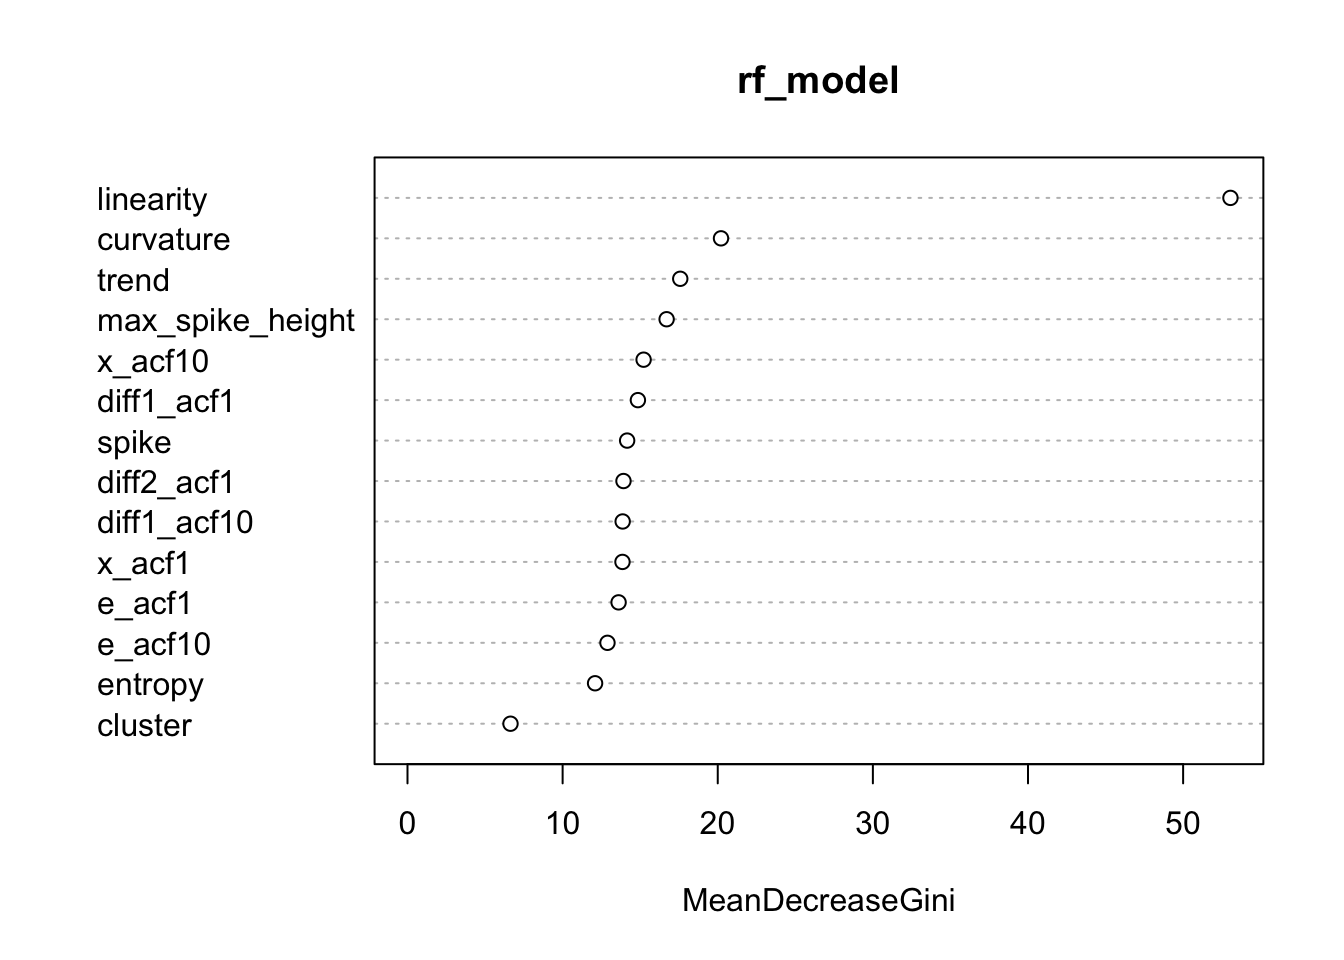 rf_model
linearity
curvature
trend
max_spike_height
x_acf10
diff1_acf1
spike
diff2_acf1
diff1_acf10
x_acf1
e_acf1
e_acf10
entropy
cluster
0 10 20 30 40 50
MeanDecreaseGini